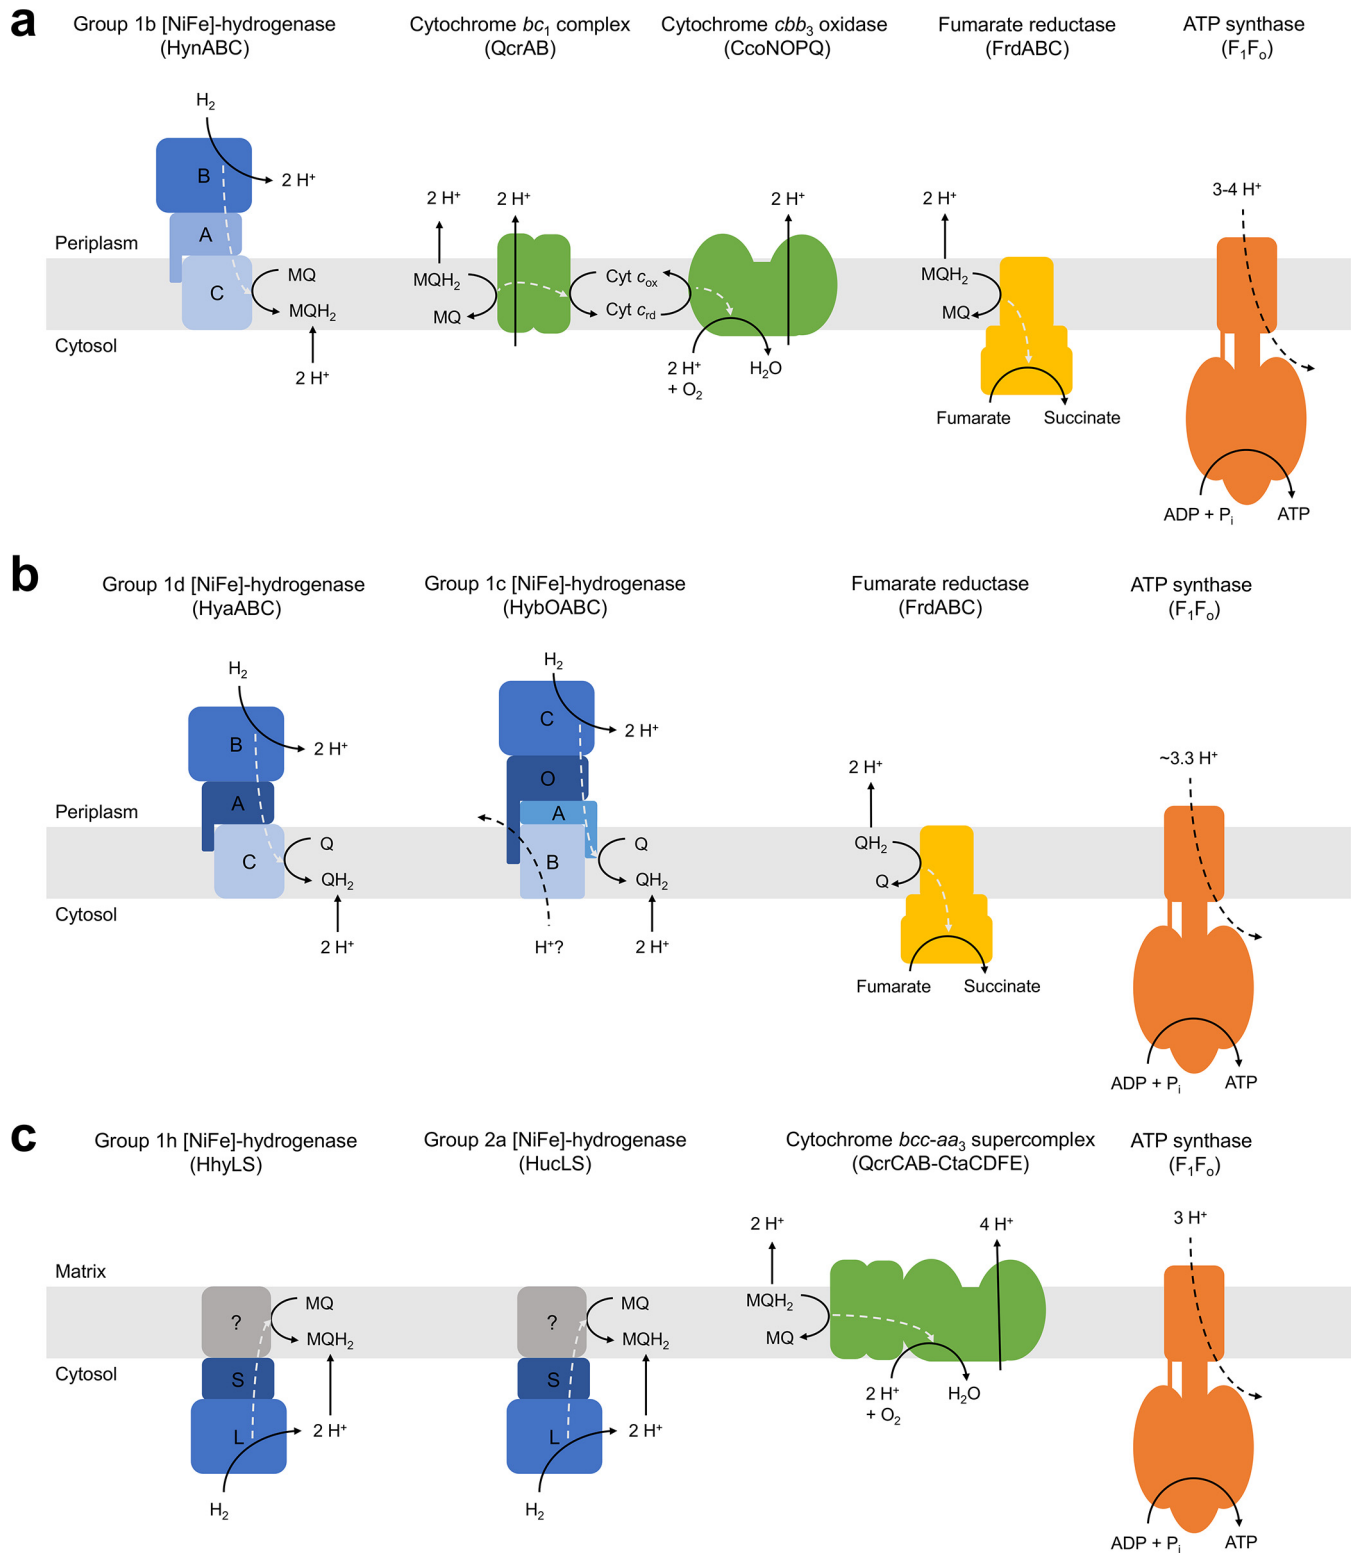 a
Group 1b [NiFe]-hydrogenase
(HynABC)
Cytochrome bc₁ complex
(QcrAB)
Cytochrome cbb₃ oxidase
(CcoNOPQ)
Fumarate reductase
(FrdABC)
ATP synthase
(F₁Fₒ)
H₂
B
2 H⁺
A
C
MQ
MQH₂
2 H⁺
Periplasm
Cytosol
2 H⁺
2 H⁺
MQH₂
MQ
Cyt cₒₓ
Cyt c_rd
2 H⁺
2 H⁺
+ O₂
H₂O
2 H⁺
MQH₂
MQ
Fumarate
Succinate
3-4 H⁺
ADP + Pᵢ
ATP
b
Group 1d [NiFe]-hydrogenase
(HyaABC)
Group 1c [NiFe]-hydrogenase
(HybOABC)
Fumarate reductase
(FrdABC)
ATP synthase
(F₁Fₒ)
H₂
B
2 H⁺
A
C
Q
QH₂
2 H⁺
Periplasm
Cytosol
H₂
C
2 H⁺
O
A
B
Q
QH₂
H⁺?
2 H⁺
2 H⁺
QH₂
Q
Fumarate
Succinate
~3.3 H⁺
ADP + Pᵢ
ATP
c
Group 1h [NiFe]-hydrogenase
(HhyLS)
Group 2a [NiFe]-hydrogenase
(HucLS)
Cytochrome bcc-aa₃ supercomplex
(QcrCAB-CtaCDFE)
ATP synthase
(F₁Fₒ)
Matrix
Cytosol
?
MQ
MQH₂
S
L
2 H⁺
H₂
?
MQ
MQH₂
S
L
2 H⁺
H₂
2 H⁺
MQH₂
MQ
4 H⁺
2 H⁺
+ O₂
H₂O
3 H⁺
ADP + Pᵢ
ATP